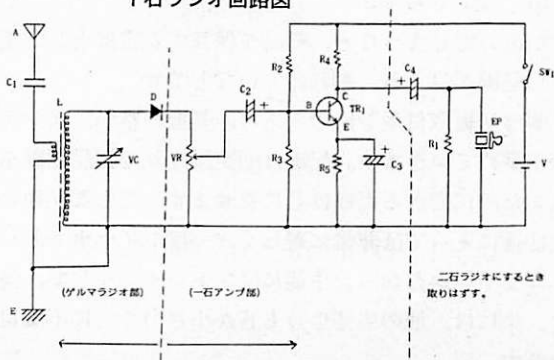 一石ラジオ回路図
A
C1
L
VC
D
VR
C2
R2
R3
R4
B
C
TR1
E
R5
C3
C4
R1
EP
SW1
V
E
(ゲルマラジオ部)
(一石アンプ部)
二石ラジオにするとき
取りはずす。